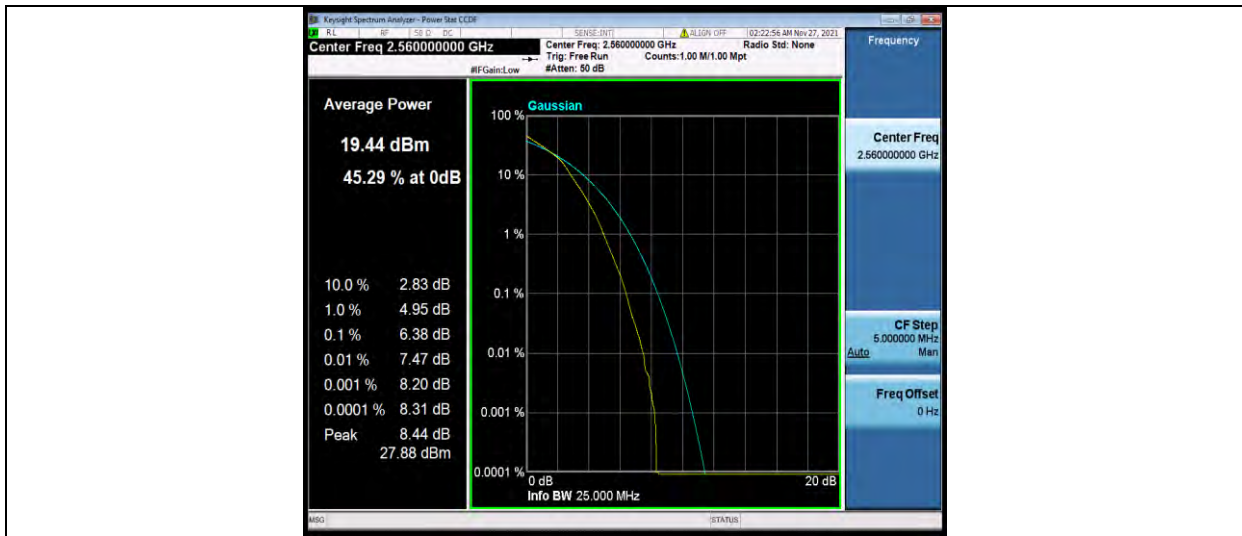 Keysight Spectrum Analyzer - Power Stat CCDF
RL RF 50 Ω DC SENSE:INT ALIGN OFF 02:22:56 AM Nov 27, 2021
Center Freq 2.560000000 GHz
Center Freq: 2.560000000 GHz Radio Std: None
Trig: Free Run Counts:1.00 M/1.00 Mpt
#IFGain:Low #Atten: 50 dB
Frequency
Average Power
19.44 dBm
45.29 % at 0dB
10.0 % 2.83 dB
1.0 % 4.95 dB
0.1 % 6.38 dB
0.01 % 7.47 dB
0.001 % 8.20 dB
0.0001 % 8.31 dB
Peak 8.44 dB
27.88 dBm
Gaussian
100 %
10 %
1 %
0.1 %
0.01 %
0.001 %
0.0001 %
0 dB 20 dB
Info BW 25.000 MHz
Center Freq
2.560000000 GHz
CF Step
5.000000 MHz
Auto Man
Freq Offset
0 Hz
MSG STATUS